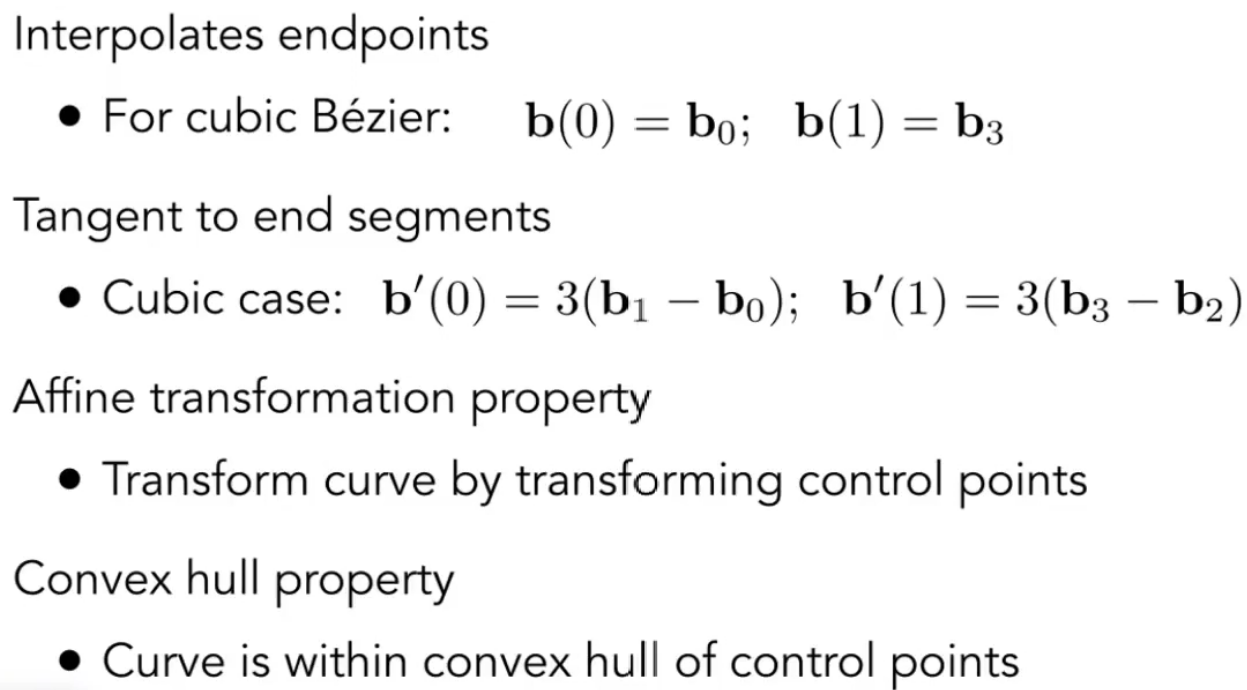 Interpolates endpoints
• For cubic Bézier: b(0) = b₀; b(1) = b₃
Tangent to end segments
• Cubic case: b′(0) = 3(b₁ − b₀); b′(1) = 3(b₃ − b₂)
Affine transformation property
• Transform curve by transforming control points
Convex hull property
• Curve is within convex hull of control points